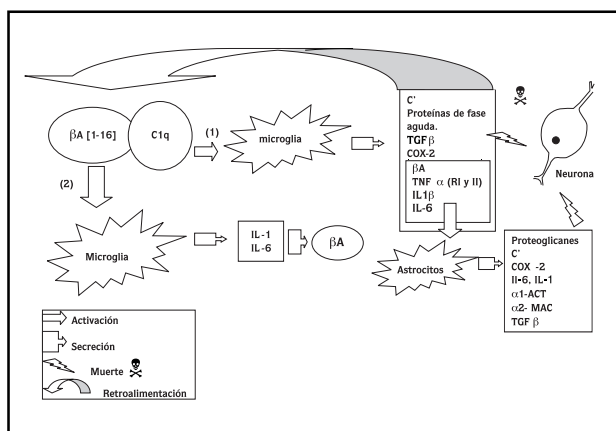 βA [1-16]
C1q
(1)
microglia
C'
Proteínas de fase
aguda.
TGF β
COX-2
βA
TNF α (RI y II)
IL1β
IL-6
Neurona
(2)
Microglia
IL-1
IL-6
βA
Astrocitos
Proteoglicanes
C'
COX -2
Il-6, IL-1
α1-ACT
α2- MAC
TGF β
Activación
Secreción
Muerte
Retroalimentación